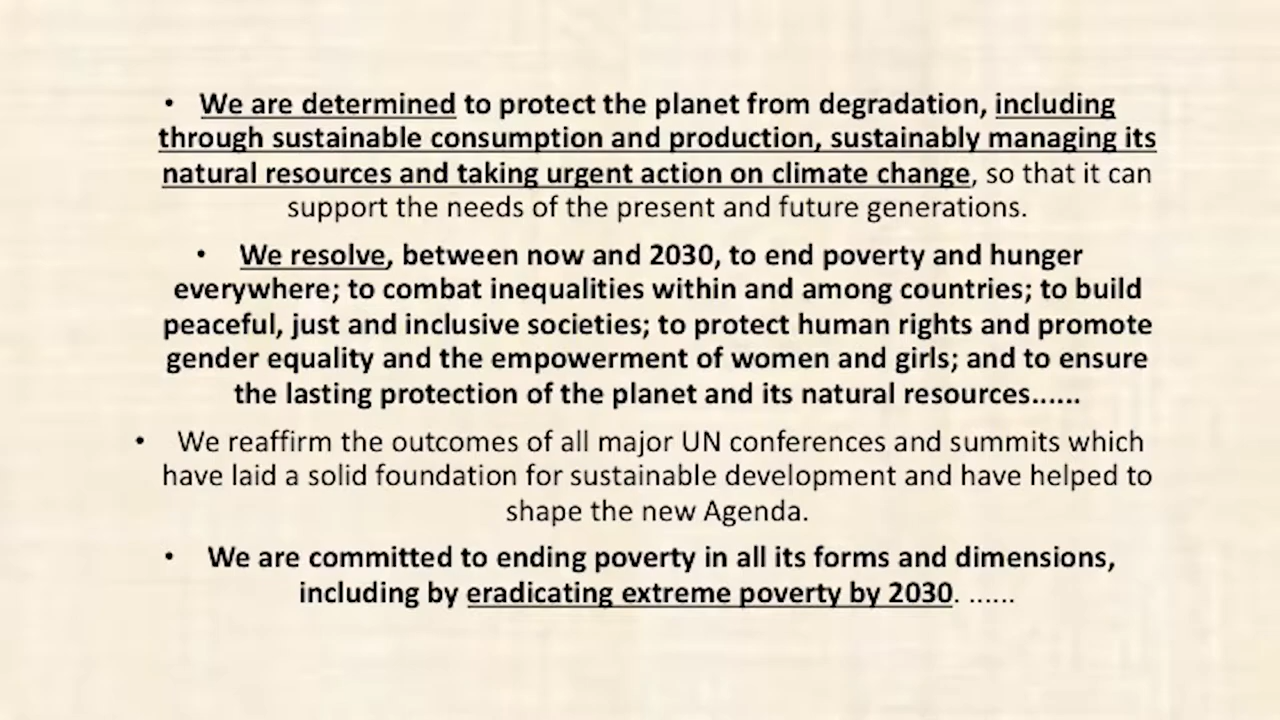 • We are determined to protect the planet from degradation, including
through sustainable consumption and production, sustainably managing its
natural resources and taking urgent action on climate change, so that it can
support the needs of the present and future generations.
• We resolve, between now and 2030, to end poverty and hunger
everywhere; to combat inequalities within and among countries; to build
peaceful, just and inclusive societies; to protect human rights and promote
gender equality and the empowerment of women and girls; and to ensure
the lasting protection of the planet and its natural resources......
• We reaffirm the outcomes of all major UN conferences and summits which
have laid a solid foundation for sustainable development and have helped to
shape the new Agenda.
• We are committed to ending poverty in all its forms and dimensions,
including by eradicating extreme poverty by 2030. ......